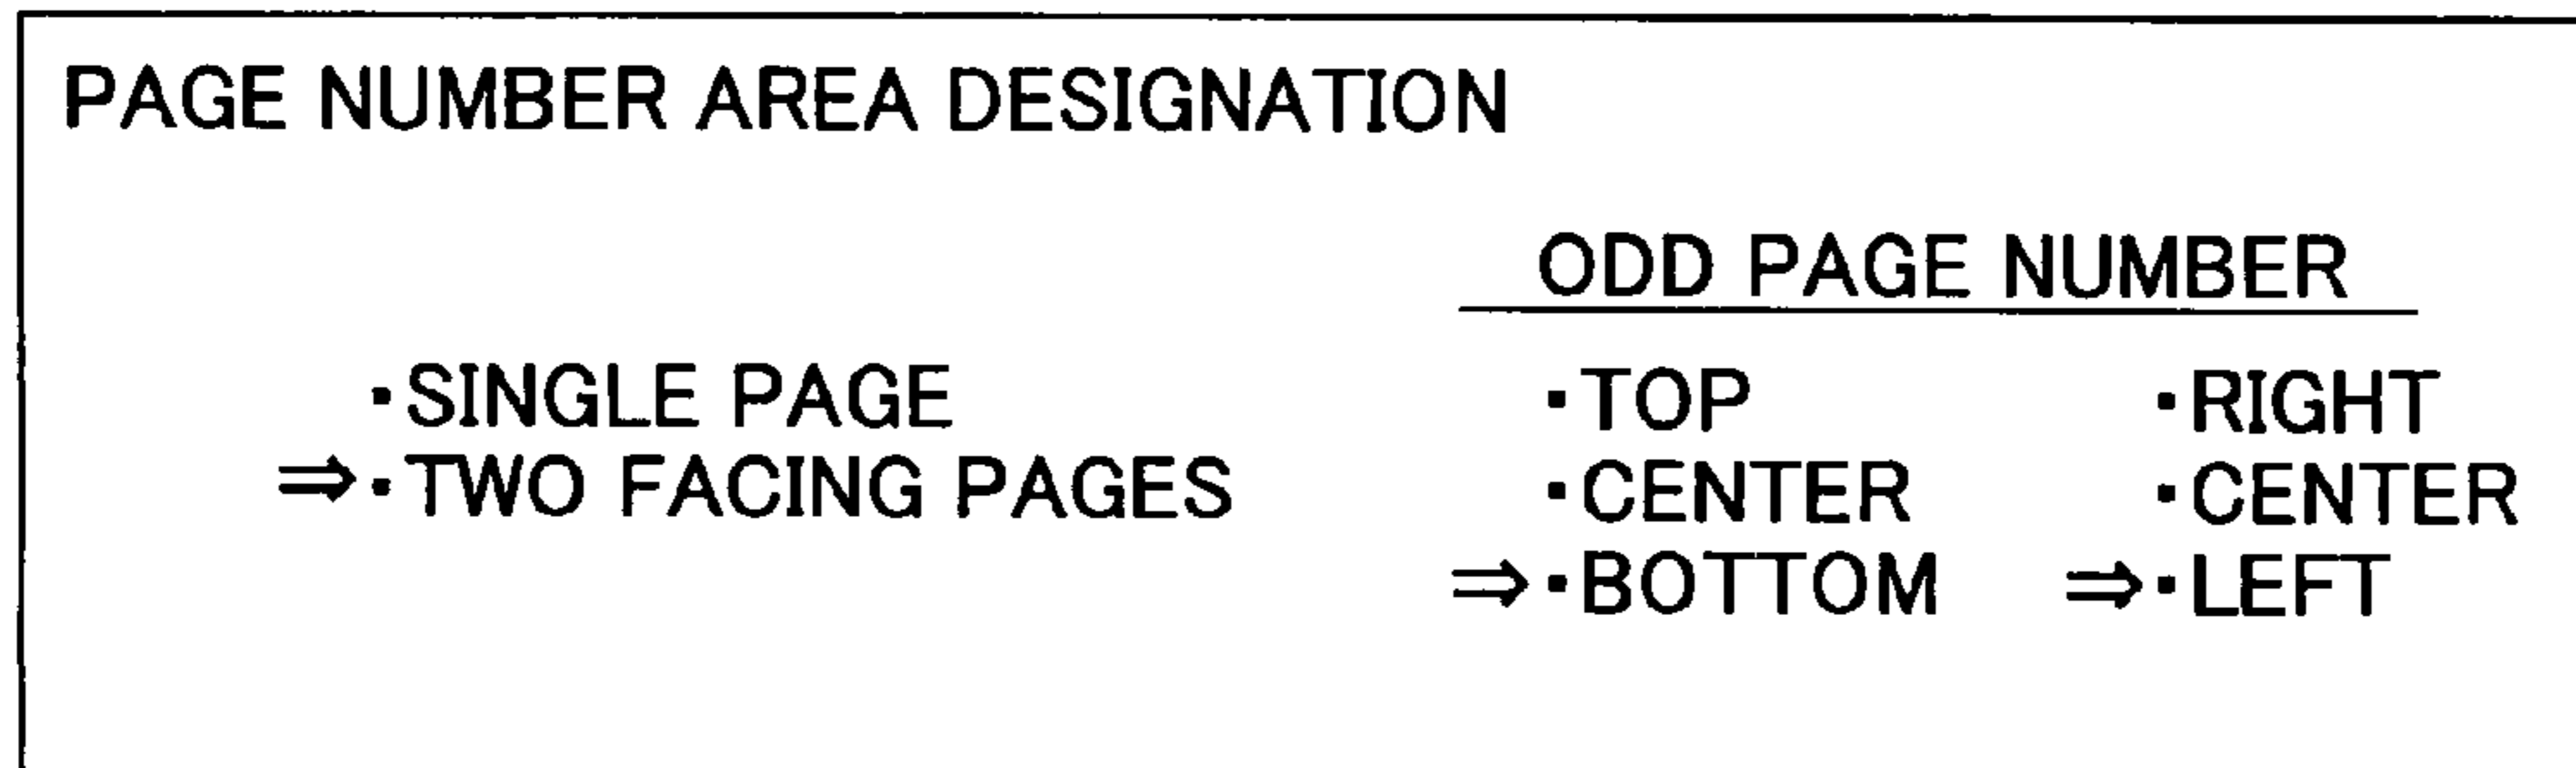 PAGE NUMBER AREA DESIGNATION
ODD PAGE NUMBER
・SINGLE PAGE ・TOP ・RIGHT
⇒・TWO FACING PAGES ・CENTER ・CENTER
⇒・BOTTOM ⇒・LEFT